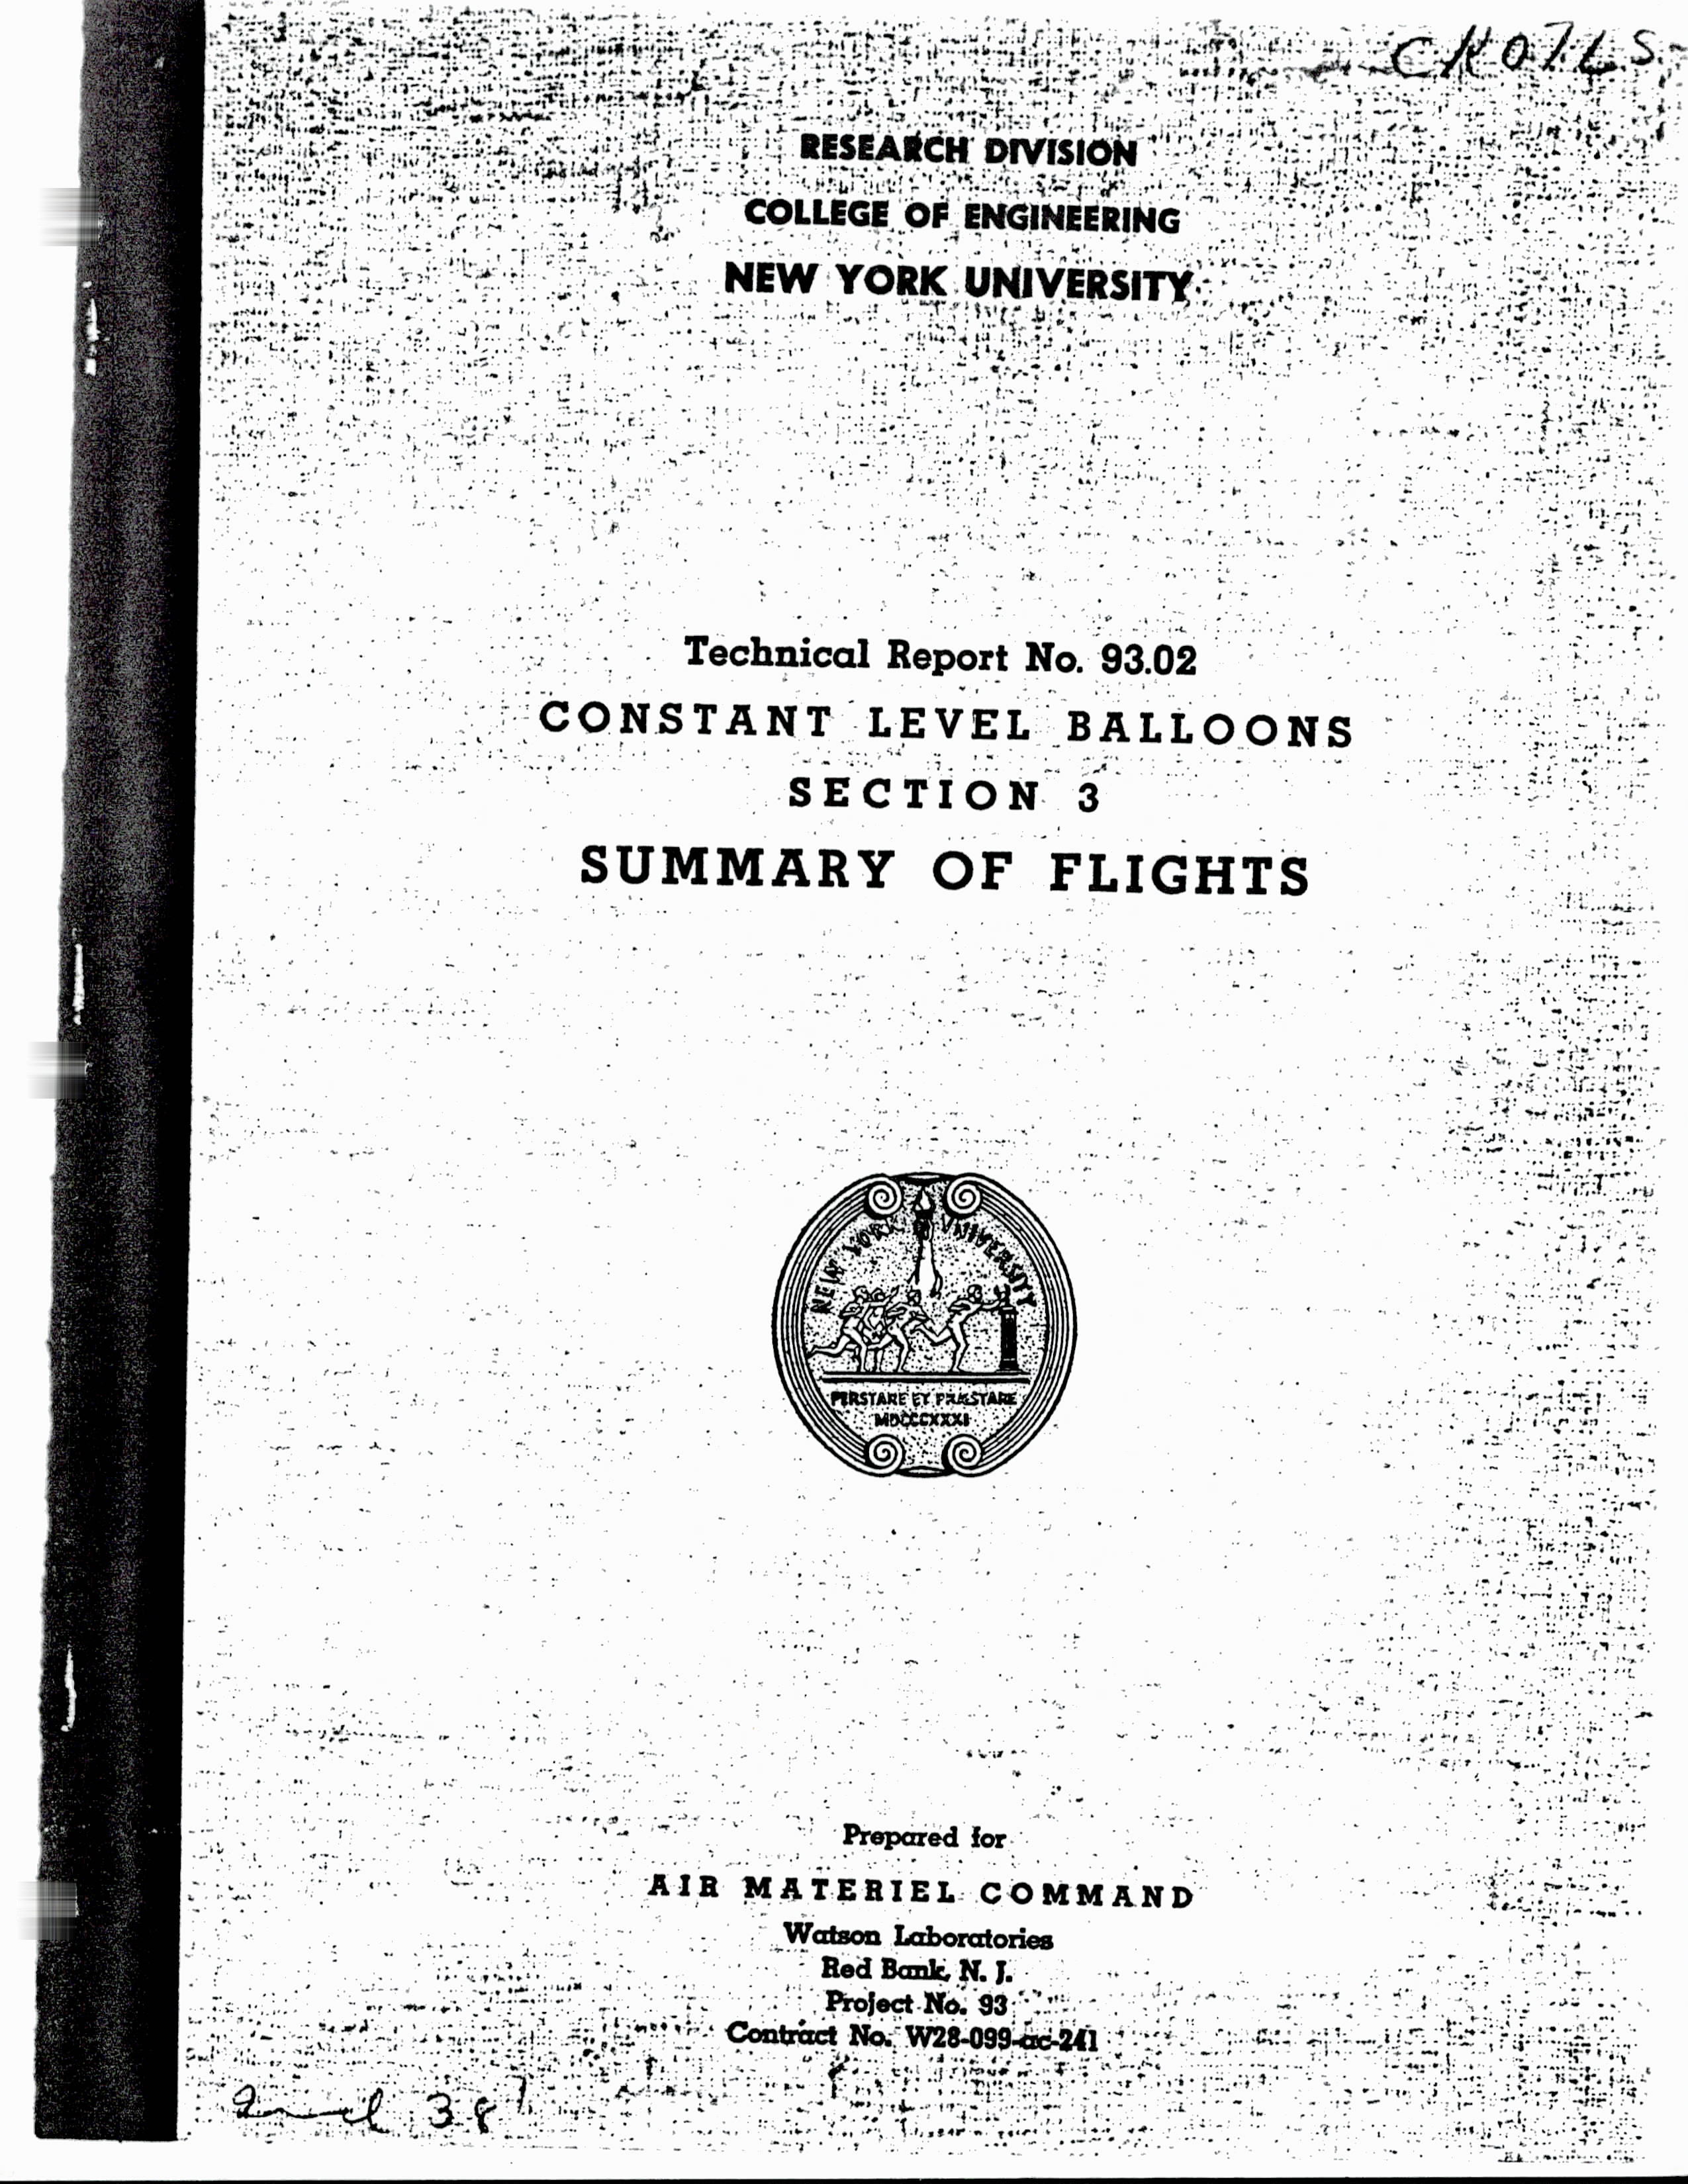 RESEARCH DIVISION
COLLEGE OF ENGINEERING
NEW YORK UNIVERSITY
Technical Report No. 93.02
CONSTANT LEVEL BALLOONS
SECTION 3
SUMMARY OF FLIGHTS
NEW YORK UNIVERSITY
PERSTARE ET PRÆSTARE
MDCCCXXXI
Prepared for
AIR MATERIEL COMMAND
Watson Laboratories
Red Bank, N. J.
Project No. 93
Contract No. W28-099-ac-241
38